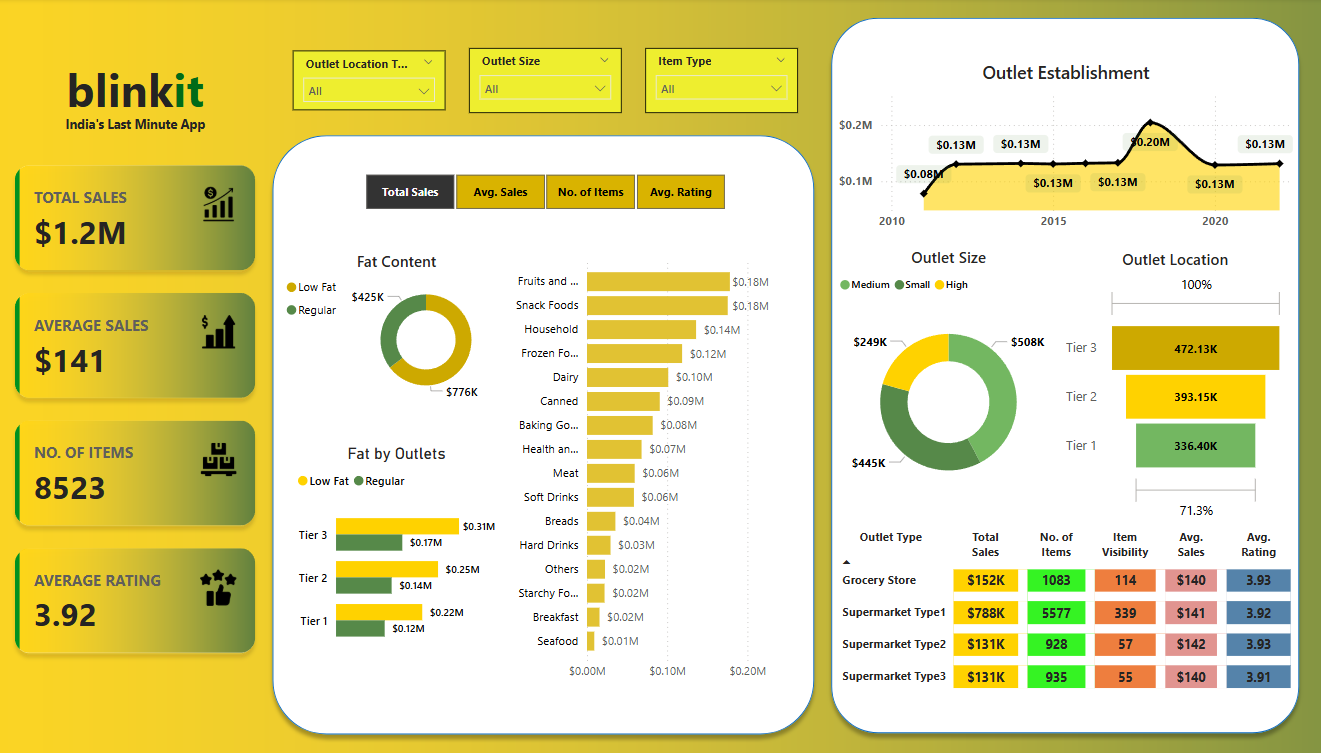 blinkit
India's Last Minute App
TOTAL SALES
$1.2M
AVERAGE SALES
$141
NO. OF ITEMS
8523
AVERAGE RATING
3.92
Outlet Location T...
All
Outlet Size
All
Item Type
All
Total Sales
Avg. Sales
No. of Items
Avg. Rating
Fat Content
Low Fat
Regular
$425K
$776K
Fat by Outlets
Low Fat Regular
Tier 3 $0.31M
$0.17M
Tier 2 $0.25M
$0.14M
Tier 1 $0.22M
$0.12M
Fruits and ... $0.18M
Snack Foods $0.18M
Household $0.14M
Frozen Fo... $0.12M
Dairy $0.10M
Canned $0.09M
Baking Go... $0.08M
Health an... $0.07M
Meat $0.06M
Soft Drinks $0.06M
Breads $0.04M
Hard Drinks $0.03M
Others $0.02M
Starchy Fo... $0.02M
Breakfast $0.02M
Seafood $0.01M
$0.00M $0.10M $0.20M
Outlet Establishment
$0.2M
$0.1M
$0.08M
$0.13M
$0.13M
$0.13M
$0.13M
$0.20M
$0.13M
$0.13M
2010 2015 2020
Outlet Size
Medium Small High
$249K
$508K
$445K
Outlet Location
100%
Tier 3 472.13K
Tier 2 393.15K
Tier 1 336.40K
71.3%
Outlet Type Total Sales No. of Items Item Visibility Avg. Sales Avg. Rating
Grocery Store $152K 1083 114 $140 3.93
Supermarket Type1 $788K 5577 339 $141 3.92
Supermarket Type2 $131K 928 57 $142 3.93
Supermarket Type3 $131K 935 55 $140 3.91